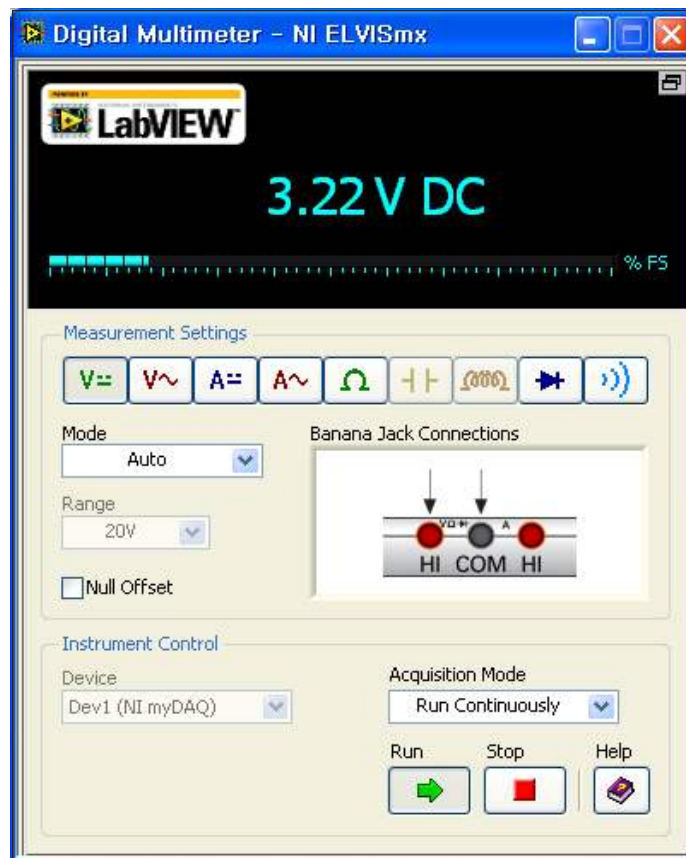 Digital Multimeter - NI ELVISmx
LabVIEW
3.22 V DC
% FS
Measurement Settings
V V A A Ω
Mode
Banana Jack Connections
Auto
Range
20V
VΩ A
HI COM HI
Null Offset
Instrument Control
Device
Acquisition Mode
Dev1 (NI myDAQ)
Run Continuously
Run Stop Help